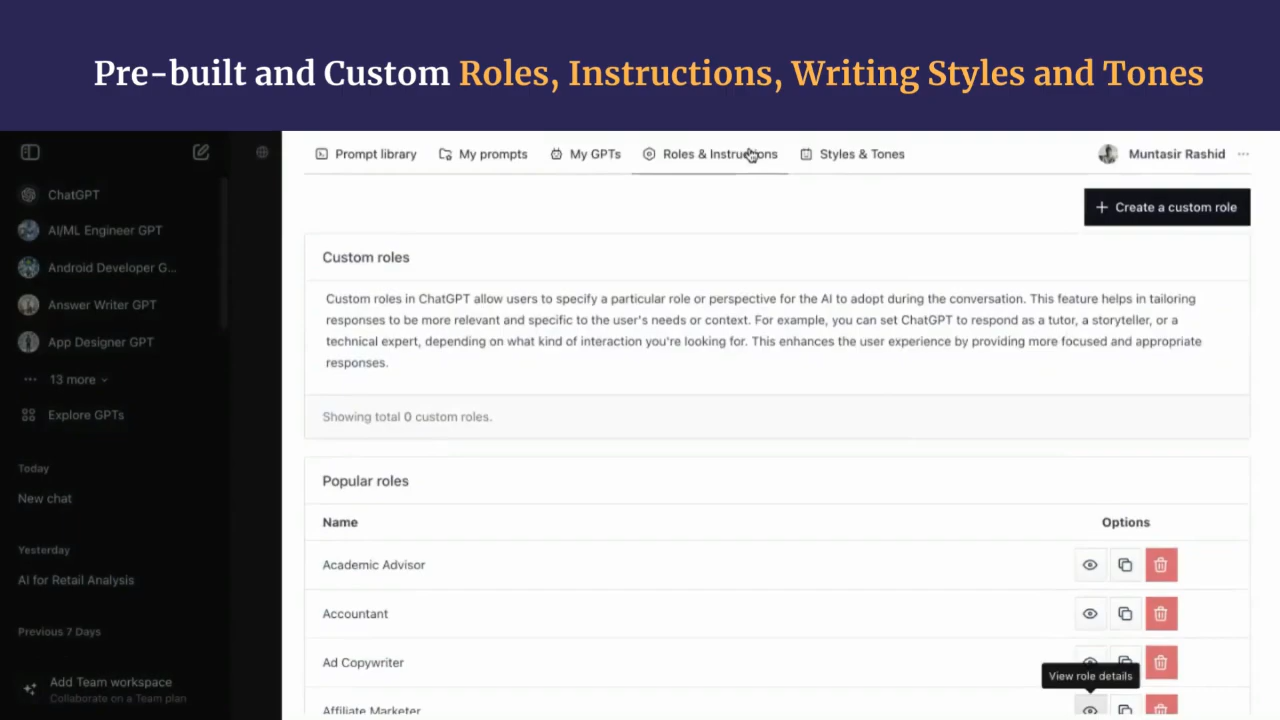 Pre-built and Custom Roles, Instructions, Writing Styles and Tones
Prompt library
My prompts
My GPTs
Roles & Instructions
Styles & Tones
Muntasir Rashid
ChatGPT
AI/ML Engineer GPT
Android Developer G...
Answer Writer GPT
App Designer GPT
13 more
Explore GPTs
Today
New chat
Yesterday
AI for Retail Analysis
Previous 7 Days
Add Team workspace
Collaborate on a Team plan
+ Create a custom role
Custom roles
Custom roles in ChatGPT allow users to specify a particular role or perspective for the AI to adopt during the conversation. This feature helps in tailoring
responses to be more relevant and specific to the user's needs or context. For example, you can set ChatGPT to respond as a tutor, a storyteller, or a
technical expert, depending on what kind of interaction you're looking for. This enhances the user experience by providing more focused and appropriate
responses.
Showing total 0 custom roles.
Popular roles
Name
Options
Academic Advisor
Accountant
Ad Copywriter
View role details
Affiliate Marketer